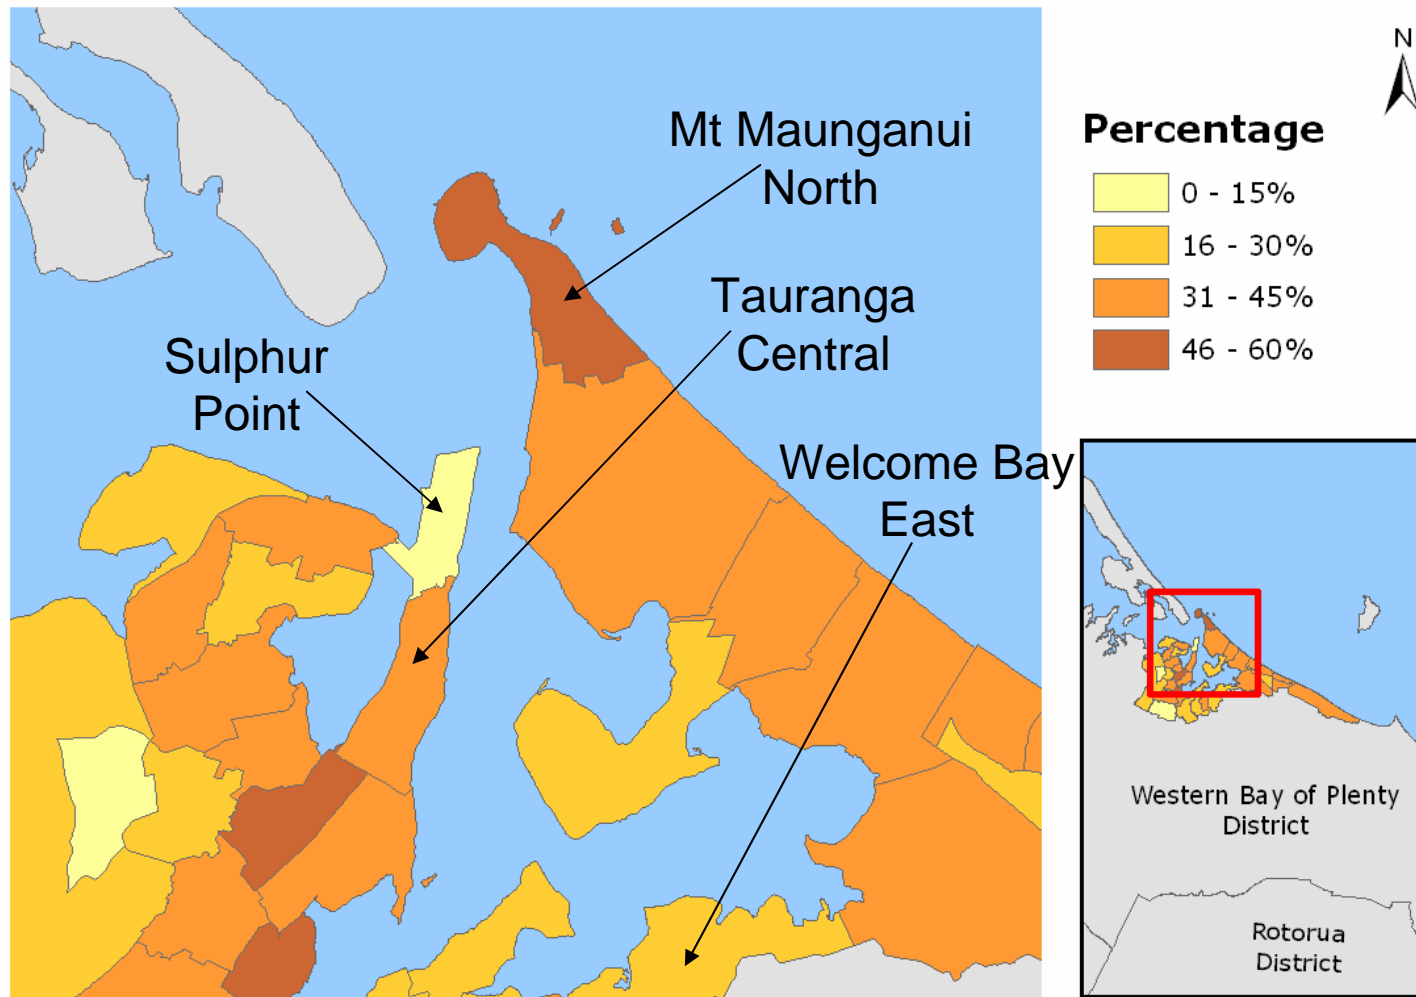 Mt Maunganui
North
Tauranga
Central
Sulphur
Point
Welcome Bay
East
N
Percentage
0 - 15%
16 - 30%
31 - 45%
46 - 60%
Western Bay of Plenty
District
Rotorua
District